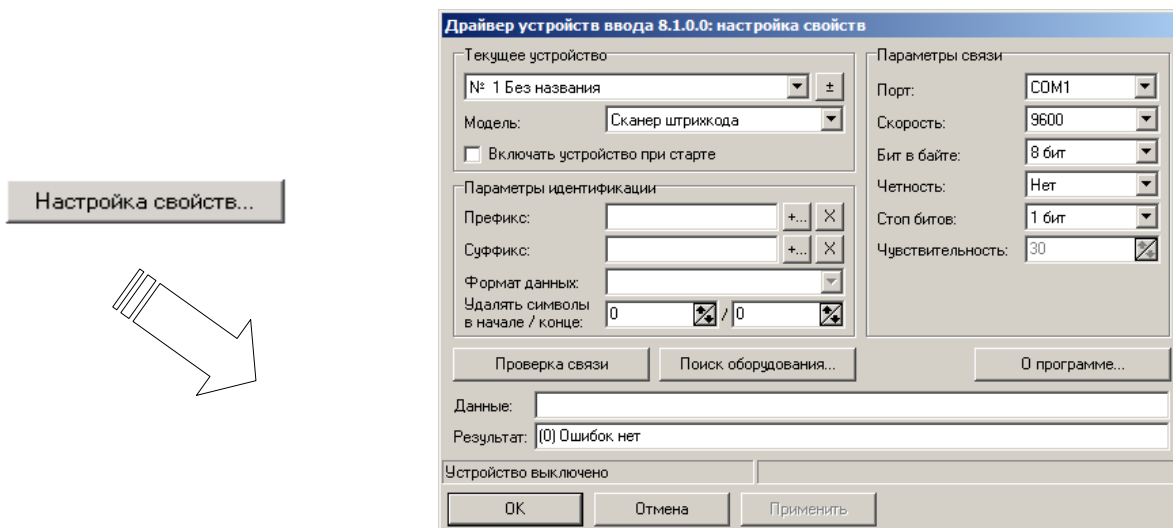 Настройка свойств...
Драйвер устройств ввода 8.1.0.0: настройка свойств
Текущее устройство
№ 1 Без названия
±
Модель: Сканер штрихкода
Включать устройство при старте
Параметры идентификации
Префикс: +... X
Суффикс: +... X
Формат данных:
Удалять символы
в начале / конце: 0 / 0
Параметры связи
Порт: COM1
Скорость: 9600
Бит в байте: 8 бит
Четность: Нет
Стоп битов: 1 бит
Чувствительность: 30
Проверка связи Поиск оборудования... О программе...
Данные:
Результат: (0) Ошибок нет
Устройство выключено
OK Отмена Применить